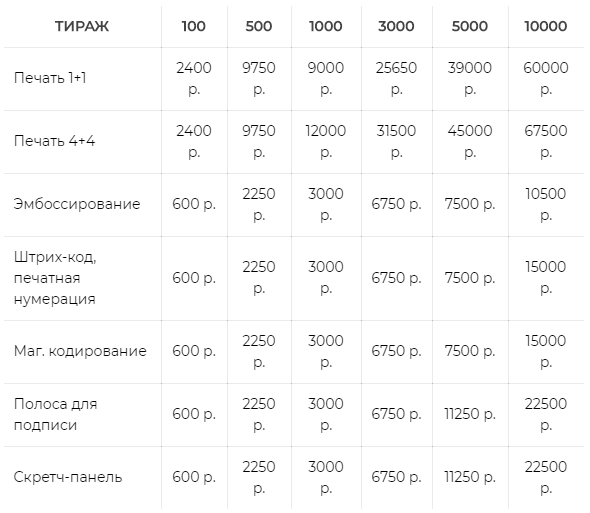 ТИРАЖ 100 500 1000 3000 5000 10000
Печать 1+1 2400 р. 9750 р. 9000 р. 25650 р. 39000 р. 60000 р.
Печать 4+4 2400 р. 9750 р. 12000 р. 31500 р. 45000 р. 67500 р.
Эмбоссирование 600 р. 2250 р. 3000 р. 6750 р. 7500 р. 10500 р.
Штрих-код, печатная нумерация 600 р. 2250 р. 3000 р. 6750 р. 7500 р. 15000 р.
Маг. кодирование 600 р. 2250 р. 3000 р. 6750 р. 7500 р. 15000 р.
Полоса для подписи 600 р. 2250 р. 3000 р. 6750 р. 11250 р. 22500 р.
Скретч-панель 600 р. 2250 р. 3000 р. 6750 р. 11250 р. 22500 р.